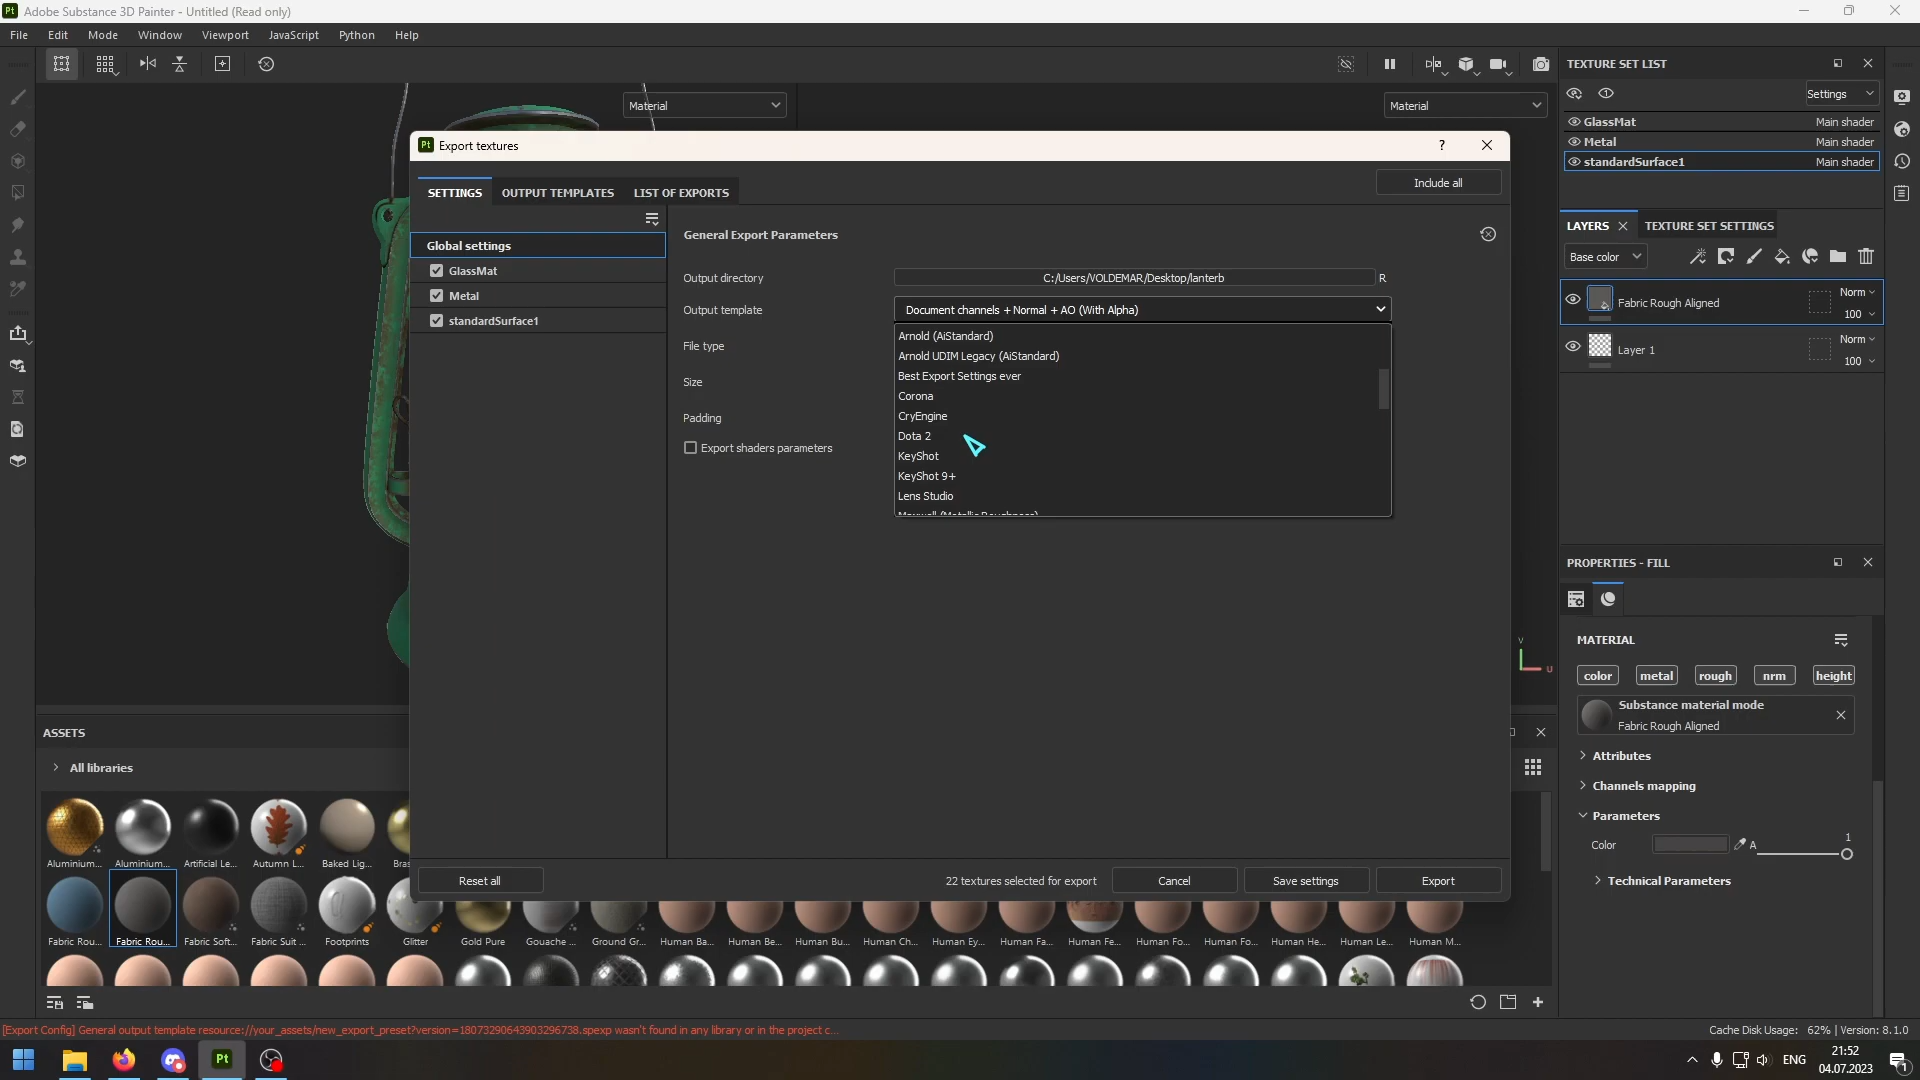 Pt Adobe Substance 3D Painter - Untitled (Read only)
File Edit Mode Window Viewport JavaScript Python Help
Material
Material
TEXTURE SET LIST
Settings
GlassMat Main shader
Metal Main shader
standardSurface1 Main shader
LAYERS TEXTURE SET SETTINGS
Base color
Fabric Rough Aligned Norm 100
Layer 1 Norm 100
Pt Export textures ?
SETTINGS OUTPUT TEMPLATES LIST OF EXPORTS Include all
Global settings
GlassMat
Metal
standardSurface1
General Export Parameters
Output directory C:/Users/VOLDEMAR/Desktop/lanterb R
Output template Document channels + Normal + AO (With Alpha)
File type
Size
Padding
Export shaders parameters
Arnold (AiStandard)
Arnold UDIM Legacy (AiStandard)
Best Export Settings ever
Corona
CryEngine
Dota 2
KeyShot
KeyShot 9+
Lens Studio
Maxwell (Metallic Roughness)
Reset all 22 textures selected for export Cancel Save settings Export
V
U
PROPERTIES - FILL
MATERIAL
color metal rough nrm height
Substance material mode
Fabric Rough Aligned
Attributes
Channels mapping
Parameters
Color A 1
Technical Parameters
ASSETS
All libraries
Aluminium... Aluminium... Artificial Le... Autumn L... Baked Lig... Bras
Fabric Rou... Fabric Rou... Fabric Soft... Fabric Suit ... Footprints Glitter Gold Pure Gouache ... Ground Gr... Human Ba... Human Be... Human Bu... Human Ch... Human Ey... Human Fa... Human Fe... Human Fo... Human Fo... Human He... Human Le... Human M...
[Export Config] General output template resource://your_assets/new_export_preset?version=18073290643903296738.spexp wasn't found in any library or in the project c...
Cache Disk Usage: 62% | Version: 8.1.0
Pt
ENG
21:52
04.07.2023
1